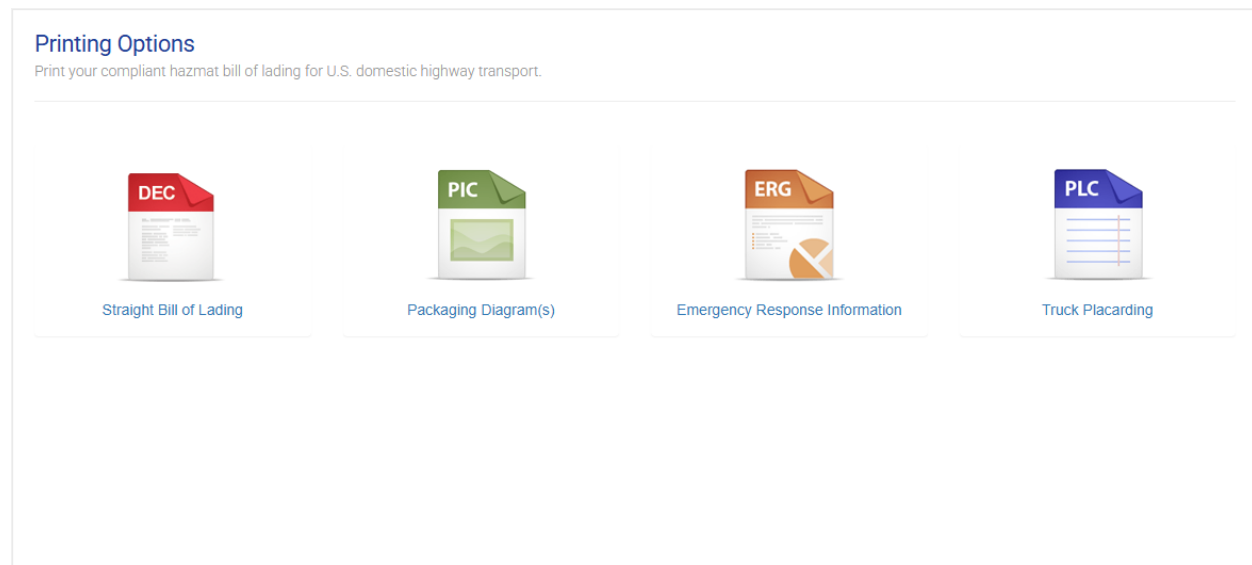 Printing Options
Print your compliant hazmat bill of lading for U.S. domestic highway transport.
DEC
PIC
ERG
PLC
Straight Bill of Lading
Packaging Diagram(s)
Emergency Response Information
Truck Placarding